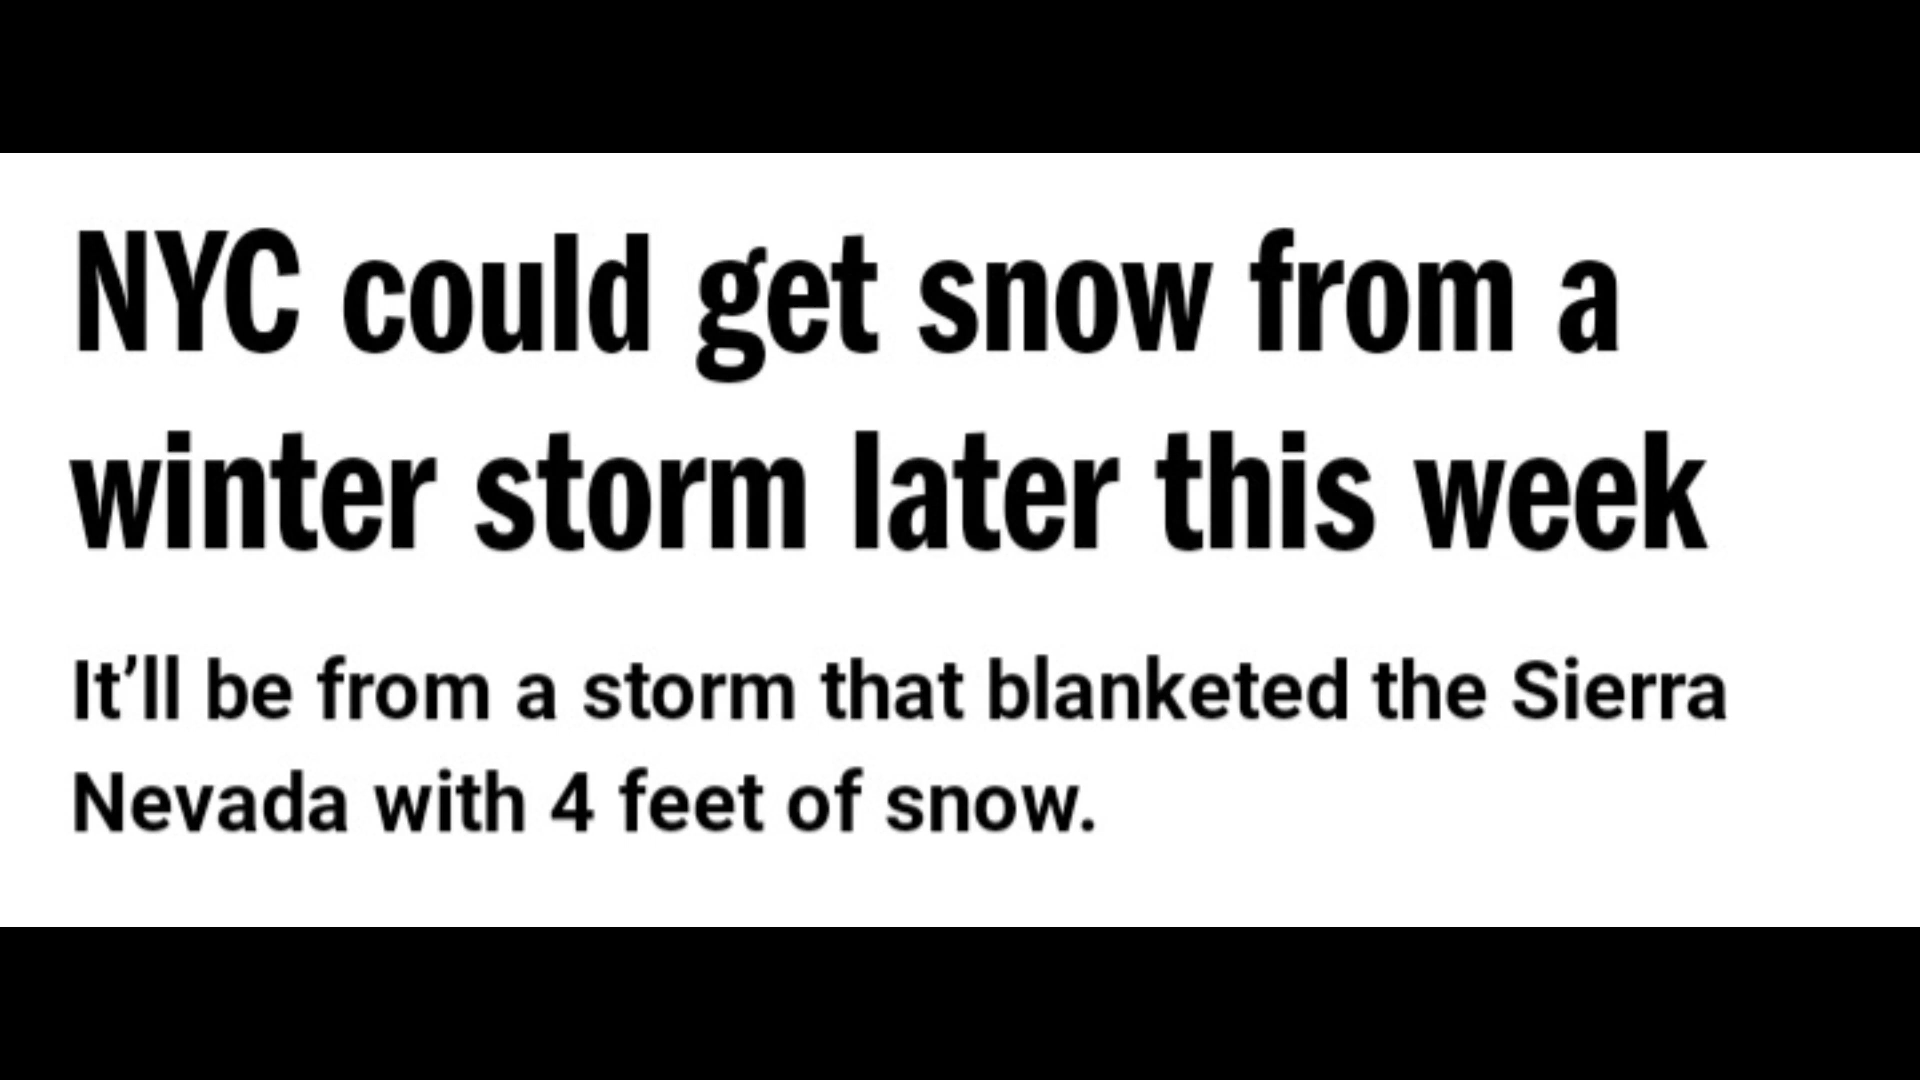 NYC could get snow from a
winter storm later this week
It’ll be from a storm that blanketed the Sierra
Nevada with 4 feet of snow.